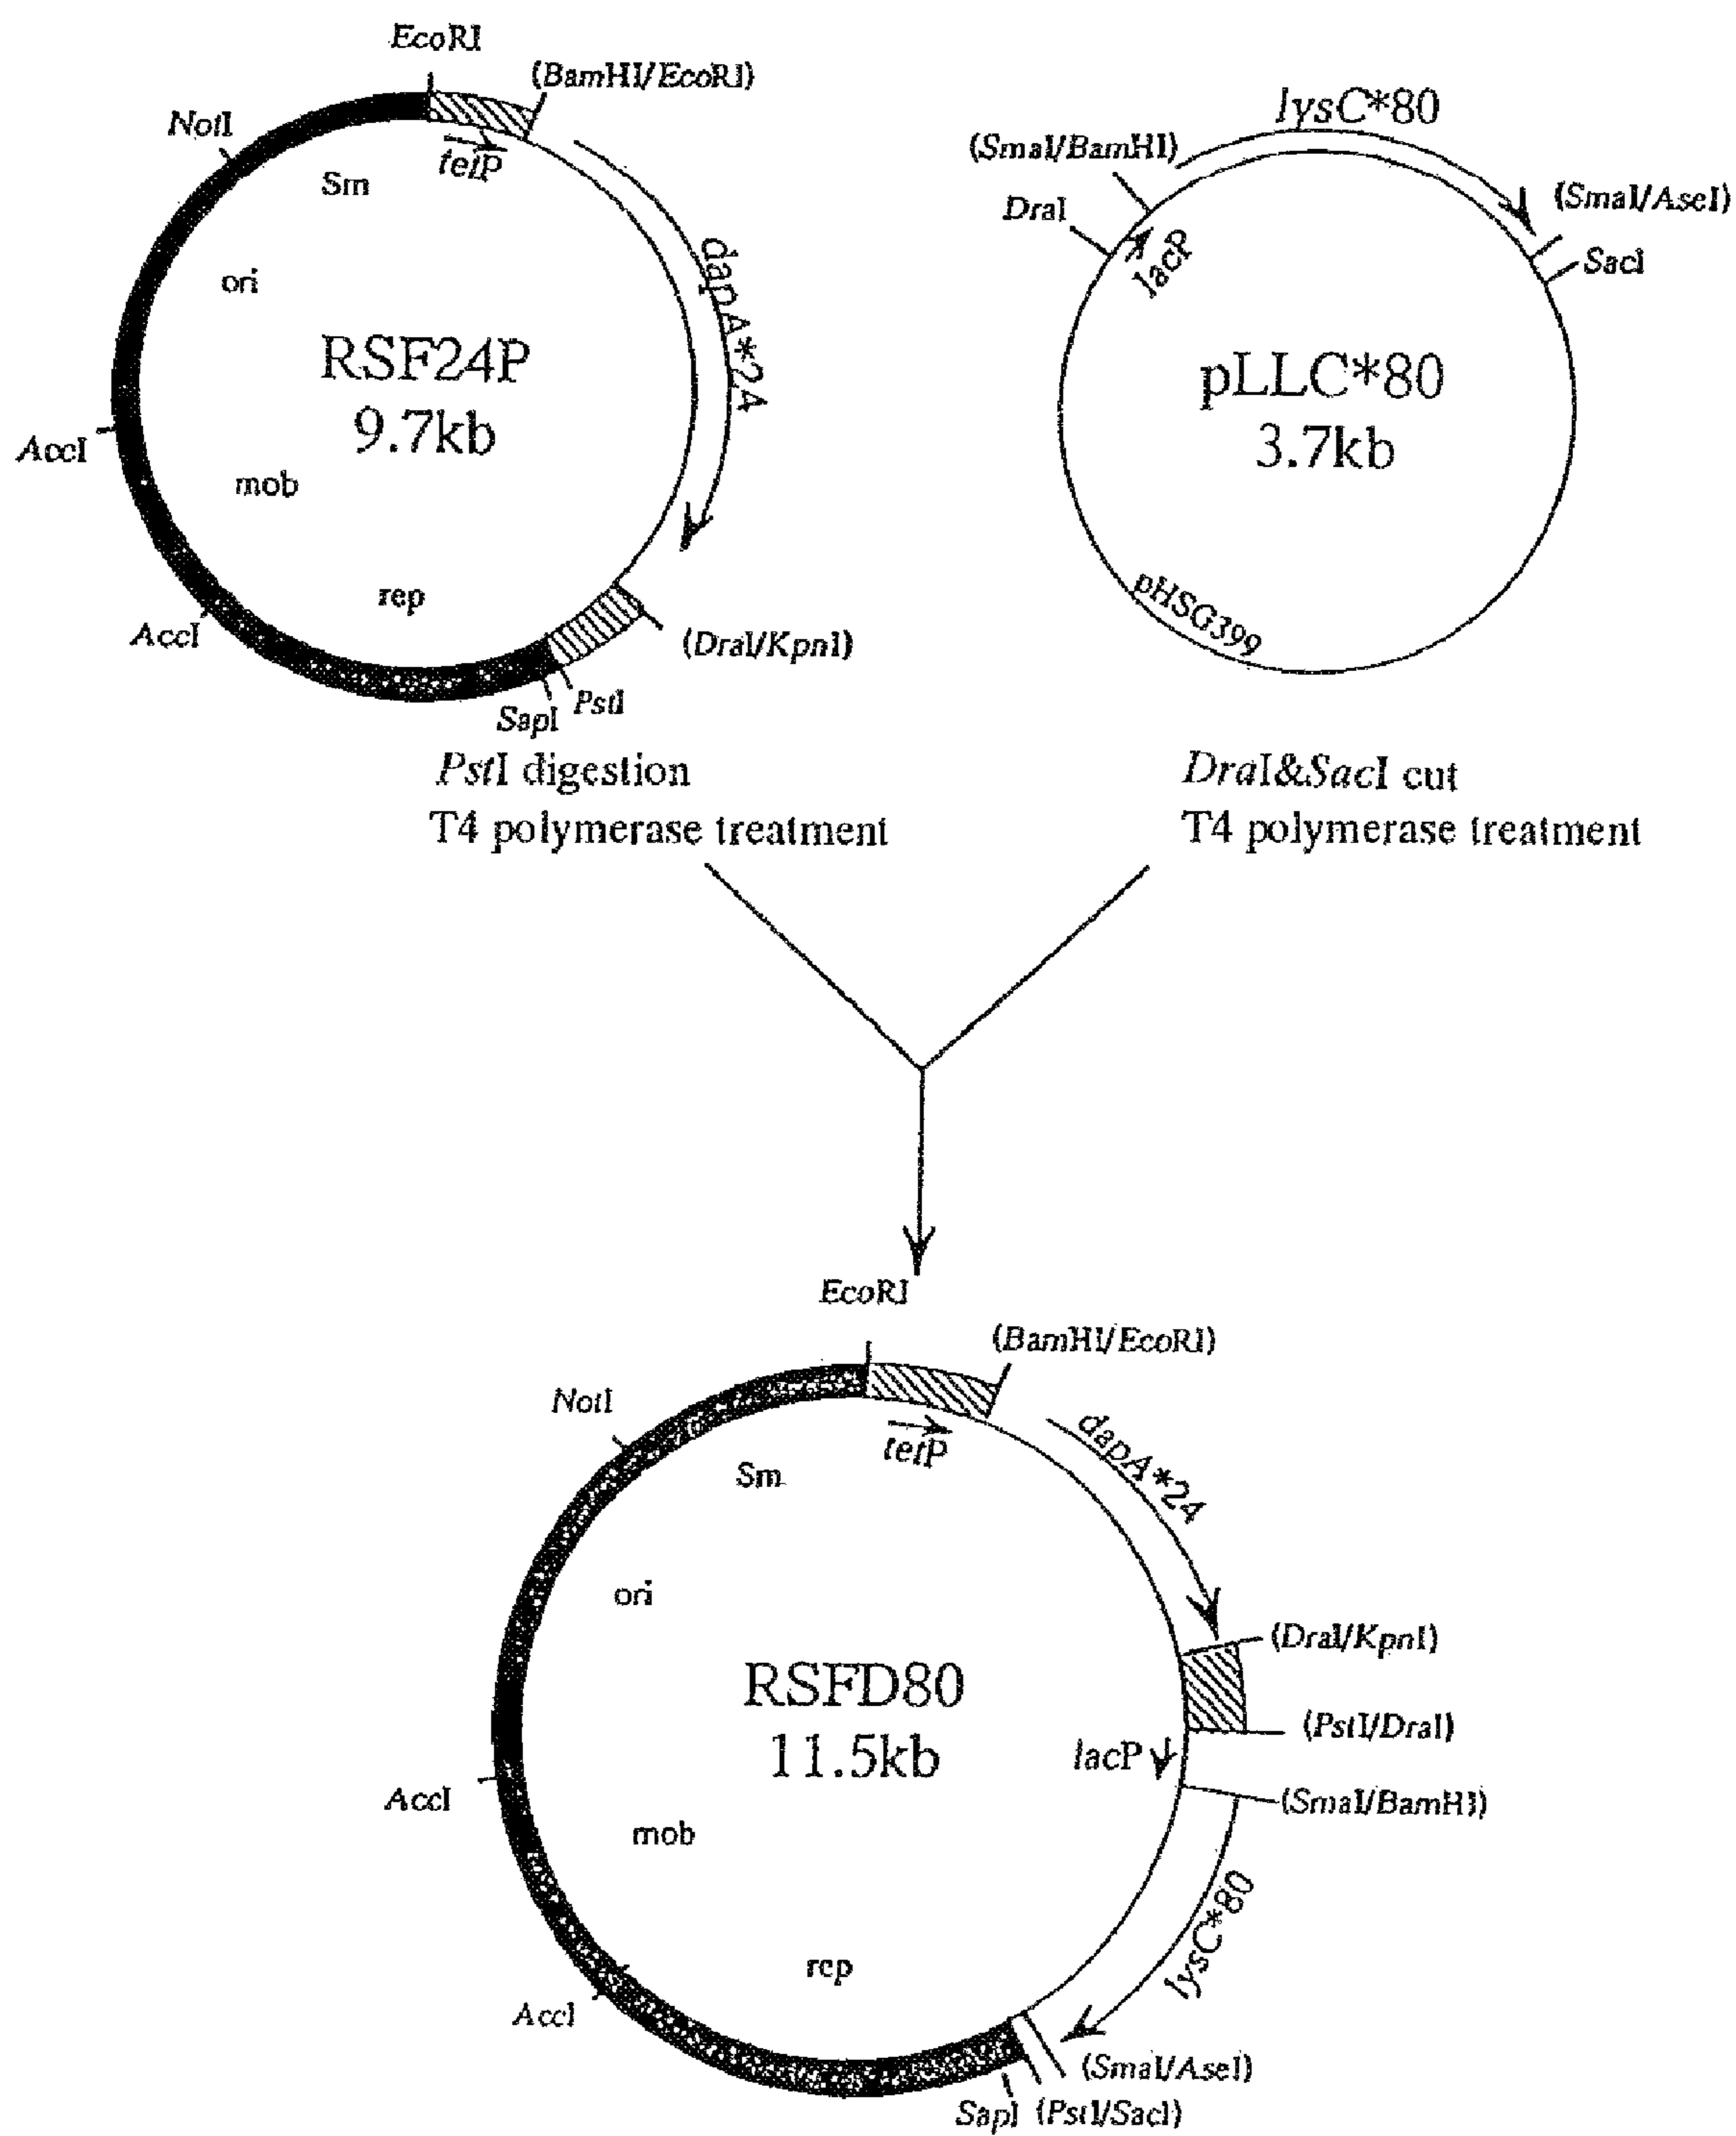 EcoRI
(BamHI/EcoRI)
NotI
tetP
Sm
ori
dapA*24
RSF24P
9.7kb
AccI
mob
rep
AccI
(DraI/KpnI)
PstI
SapI
lysC*80
(SmaI/BamHI)
(SmaI/AseI)
DraI
SacI
lacP
pLLC*80
3.7kb
pHSG399
PstI digestion
T4 polymerase treatment
DraI&SacI cut
T4 polymerase treatment
EcoRI
(BamHI/EcoRI)
NotI
tetP
dapA*24
Sm
ori
(DraI/KpnI)
RSFD80
11.5kb
(PstI/DraI)
lacP
AccI
(SmaI/BamHI)
mob
lysC*80
rep
AccI
(SmaI/AseI)
SapI (PstI/SacI)